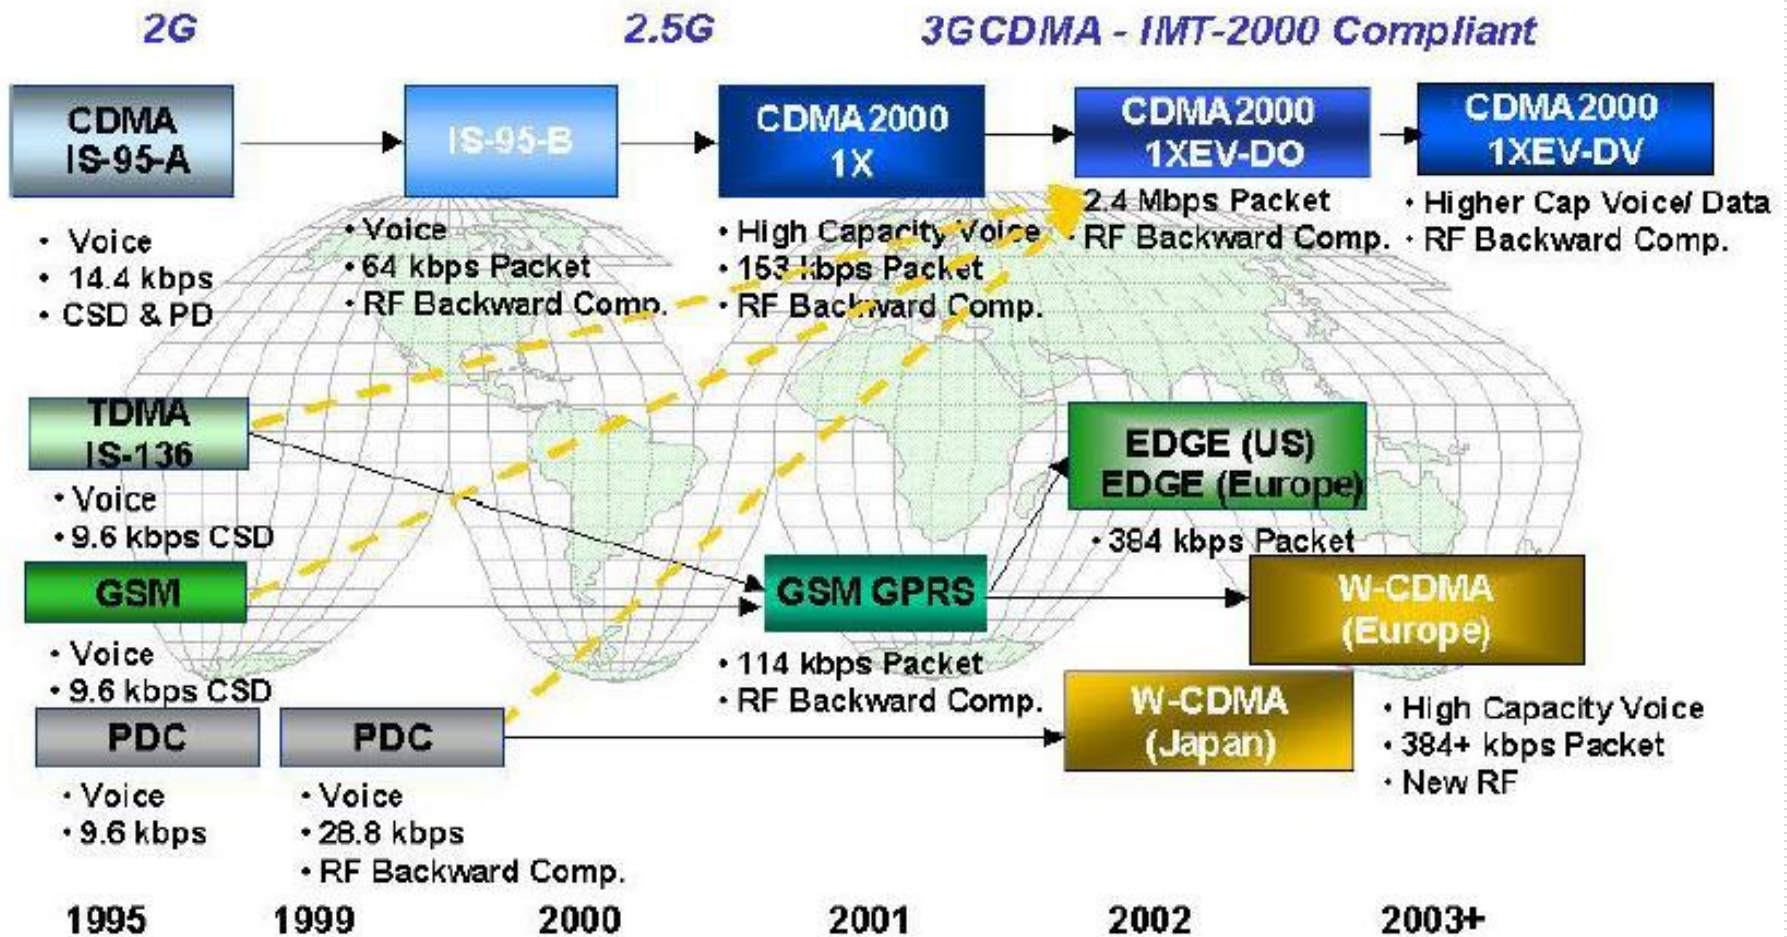 2G
2.5G
3GCDMA - IMT-2000 Compliant
CDMA
IS-95-A
IS-95-B
CDMA2000
1X
CDMA2000
1XEV-DO
CDMA2000
1XEV-DV
• Voice
• 14.4 kbps
• CSD & PD
• Voice
• 64 kbps Packet
• RF Backward Comp.
• High Capacity Voice
• 153 kbps Packet
• RF Backward Comp.
2.4 Mbps Packet
• RF Backward Comp.
• Higher Cap Voice/ Data
• RF Backward Comp.
TDMA
IS-136
• Voice
• 9.6 kbps CSD
EDGE (US)
EDGE (Europe)
• 384 kbps Packet
GSM
• Voice
• 9.6 kbps CSD
GSM GPRS
• 114 kbps Packet
• RF Backward Comp.
W-CDMA
(Europe)
PDC
• Voice
• 9.6 kbps
PDC
• Voice
• 28.8 kbps
• RF Backward Comp.
W-CDMA
(Japan)
• High Capacity Voice
• 384+ kbps Packet
• New RF
1995
1999
2000
2001
2002
2003+